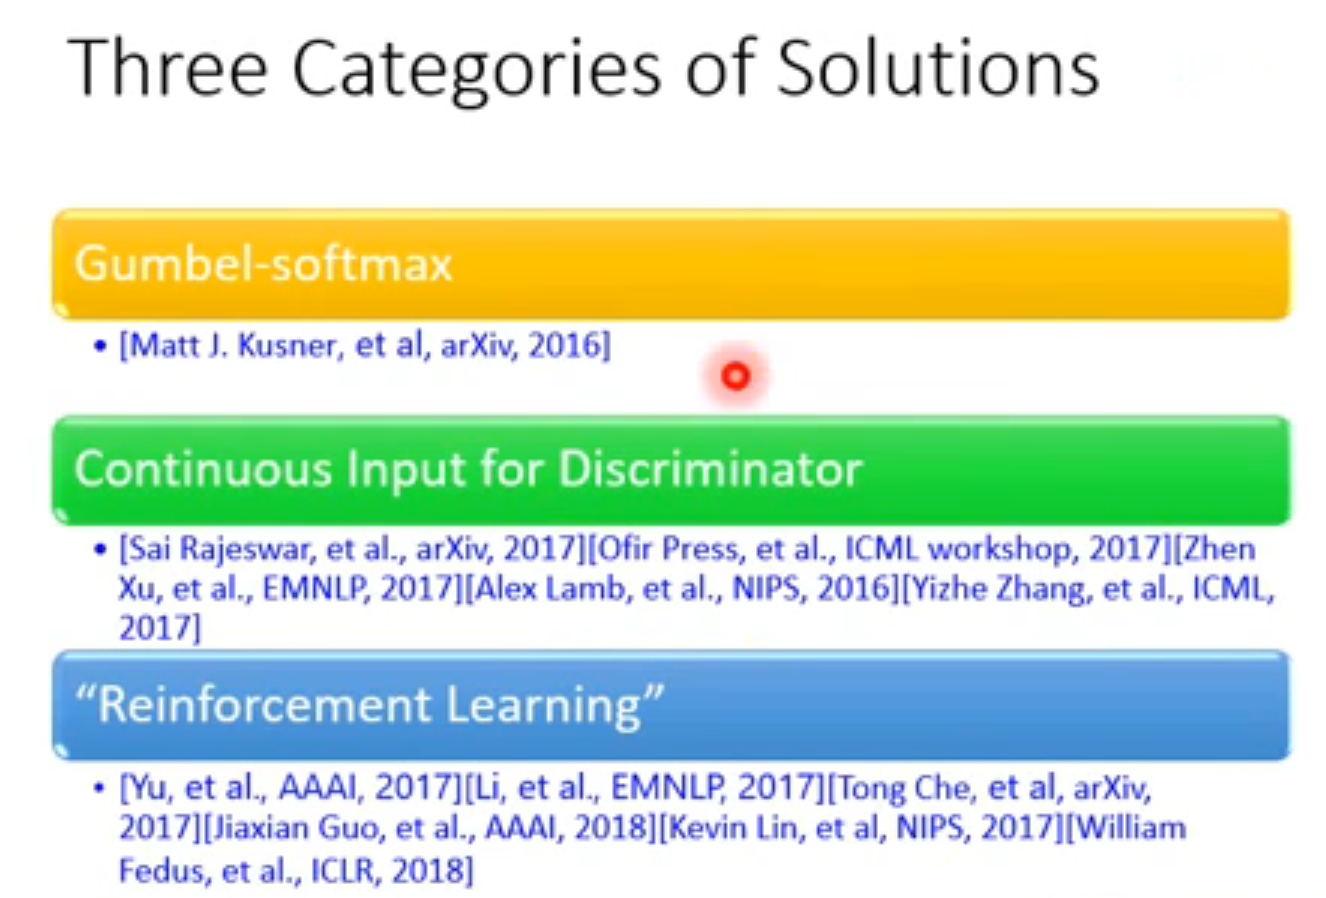 Three Categories of Solutions
Gumbel-softmax
• [Matt J. Kusner, et al, arXiv, 2016]
Continuous Input for Discriminator
• [Sai Rajeswar, et al., arXiv, 2017][Ofir Press, et al., ICML workshop, 2017][Zhen
Xu, et al., EMNLP, 2017][Alex Lamb, et al., NIPS, 2016][Yizhe Zhang, et al., ICML,
2017]
“Reinforcement Learning”
• [Yu, et al., AAAI, 2017][Li, et al., EMNLP, 2017][Tong Che, et al, arXiv,
2017][Jiaxian Guo, et al., AAAI, 2018][Kevin Lin, et al, NIPS, 2017][William
Fedus, et al., ICLR, 2018]